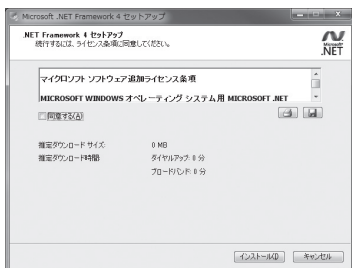 Microsoft .NET Framework 4 セットアップ
.NET Framework 4 セットアップ
続行するには、ライセンス条項に同意してください。
.NET
マイクロソフト ソフトウェア追加ライセンス条項
MICROSOFT WINDOWS オペレーティング システム用 MICROSOFT .NET
同意する(A)
推定ダウンロード サイズ: 0 MB
推定ダウンロード時間: ダイヤルアップ: 0 分
ブロードバンド: 0 分
インストール(I) キャンセル